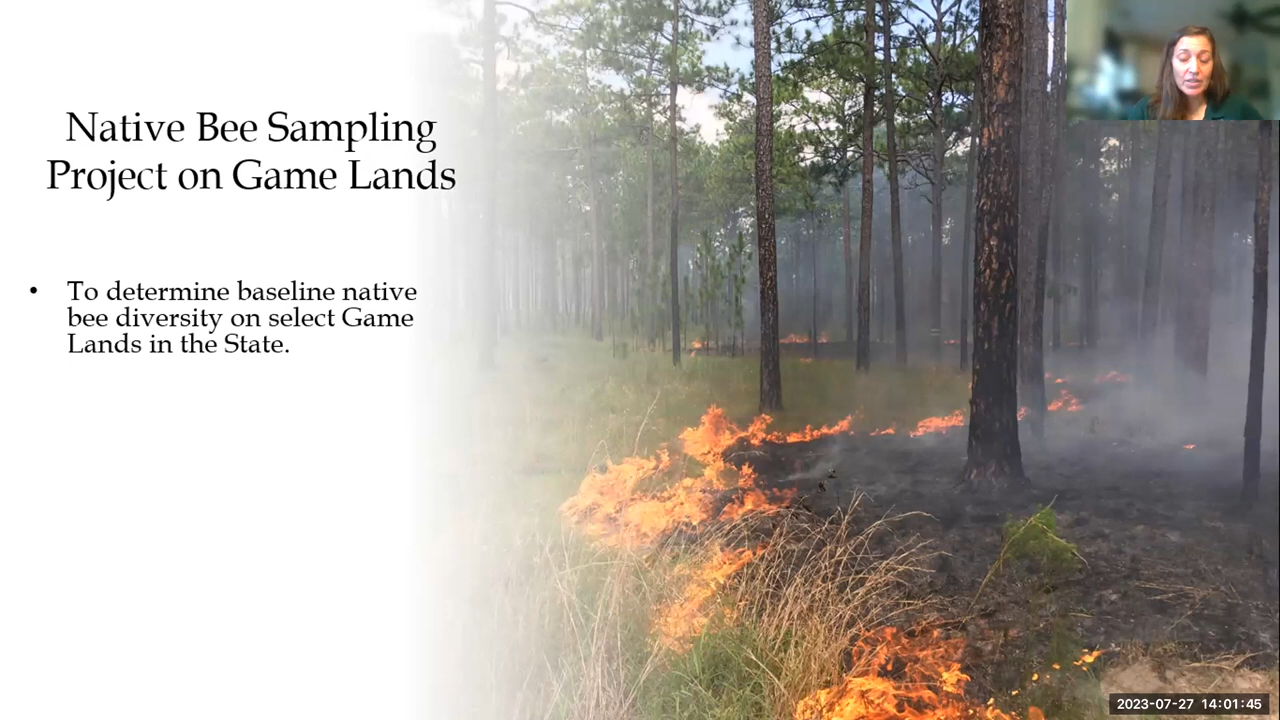 Native Bee Sampling
Project on Game Lands
• To determine baseline native
bee diversity on select Game
Lands in the State.
2023-07-27 14:01:45